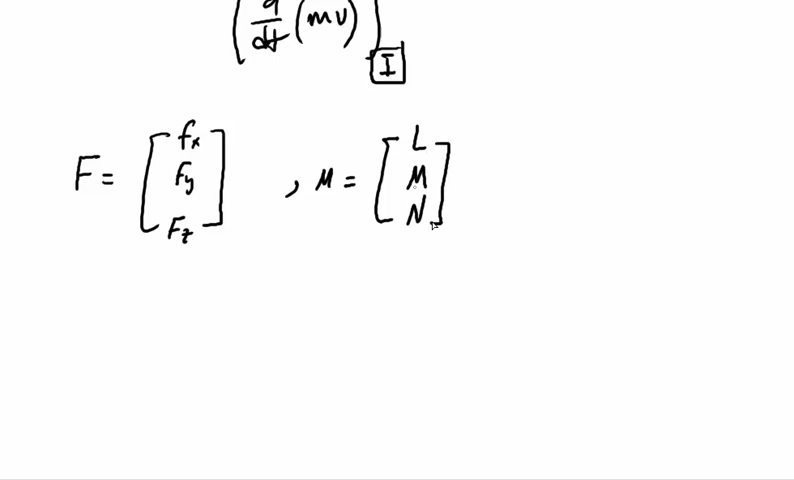 d/dt (mv) I
F = [fx Fy Fz] , M = [L M N]